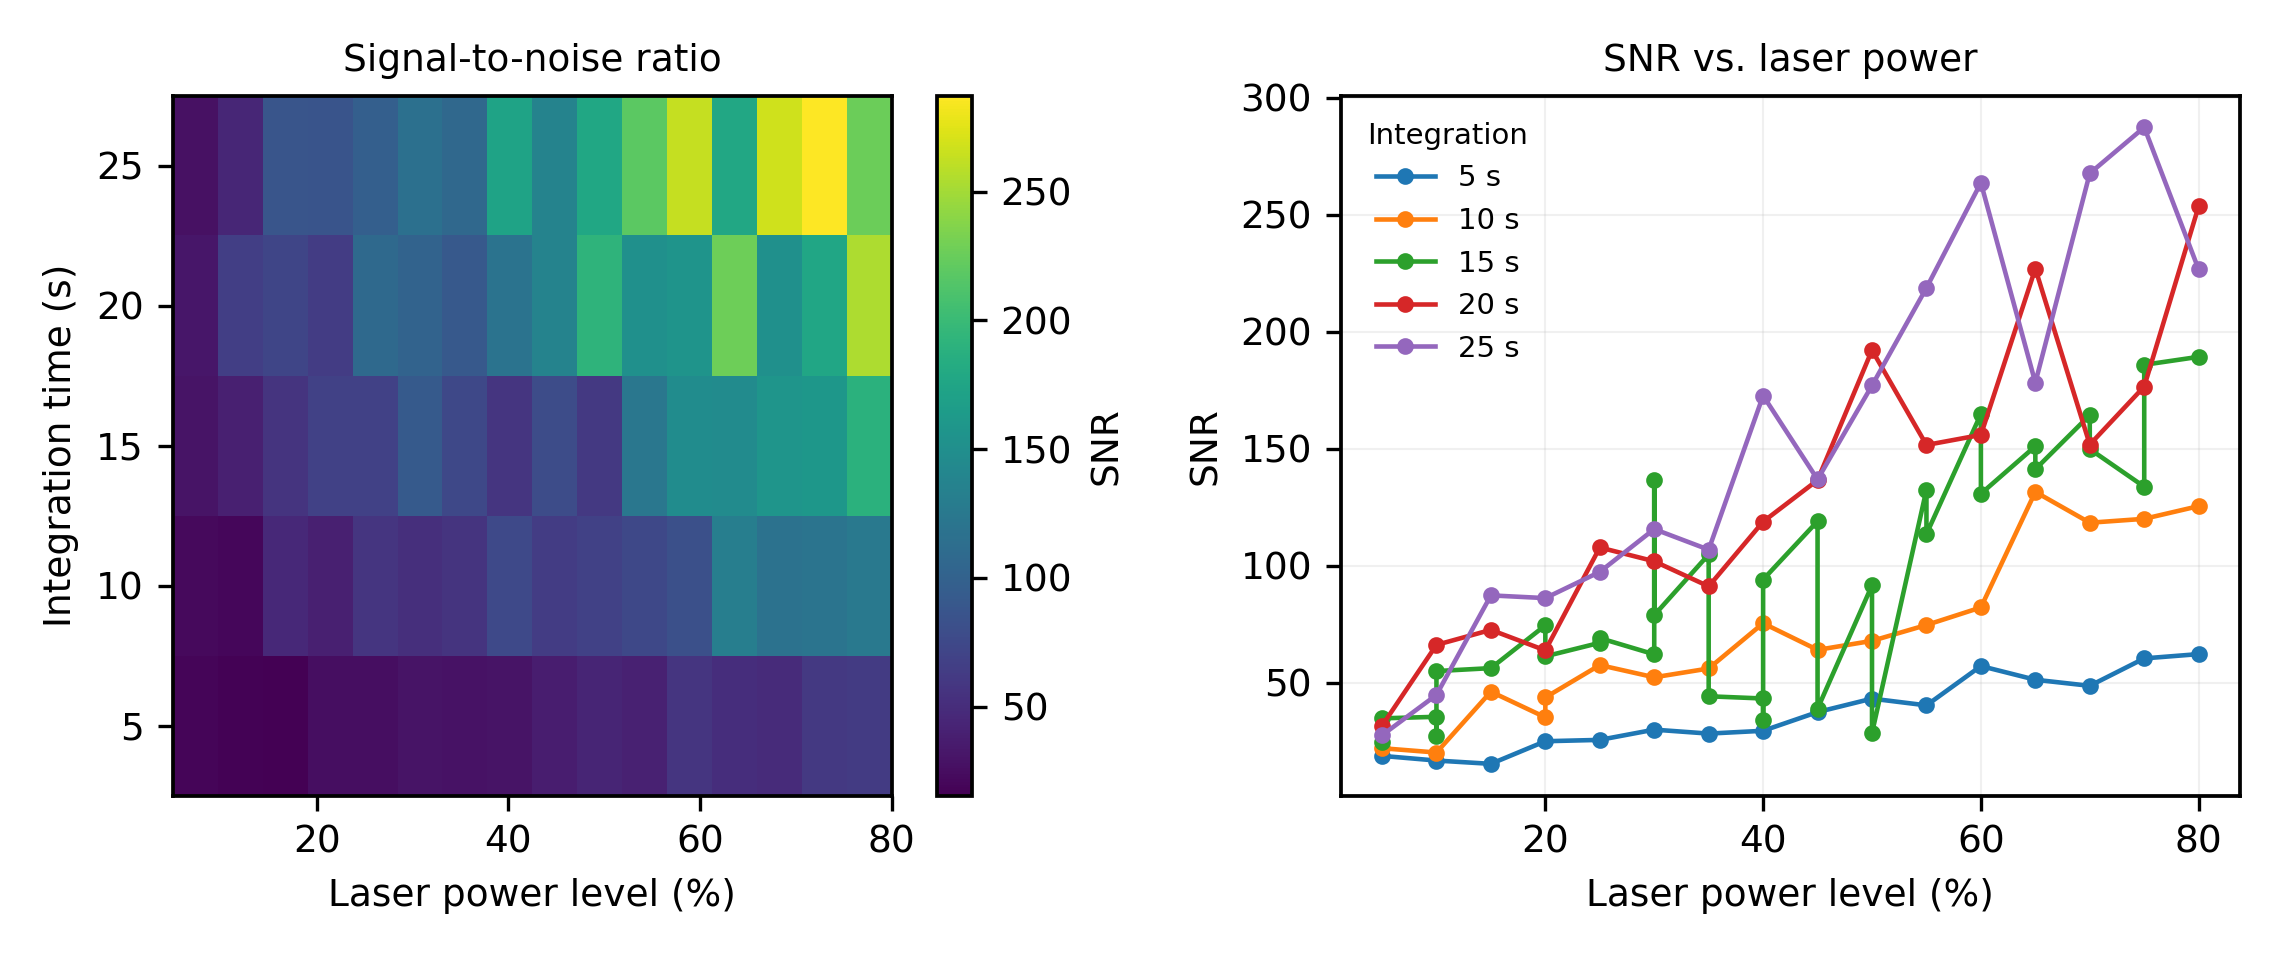 Signal-to-noise ratio
25
20
15
10
5
Integration time (s)
20
40
60
80
Laser power level (%)
250
200
150
100
50
SNR
SNR vs. laser power
300
250
200
150
100
50
SNR
Integration
5 s
10 s
15 s
20 s
25 s
20
40
60
80
Laser power level (%)